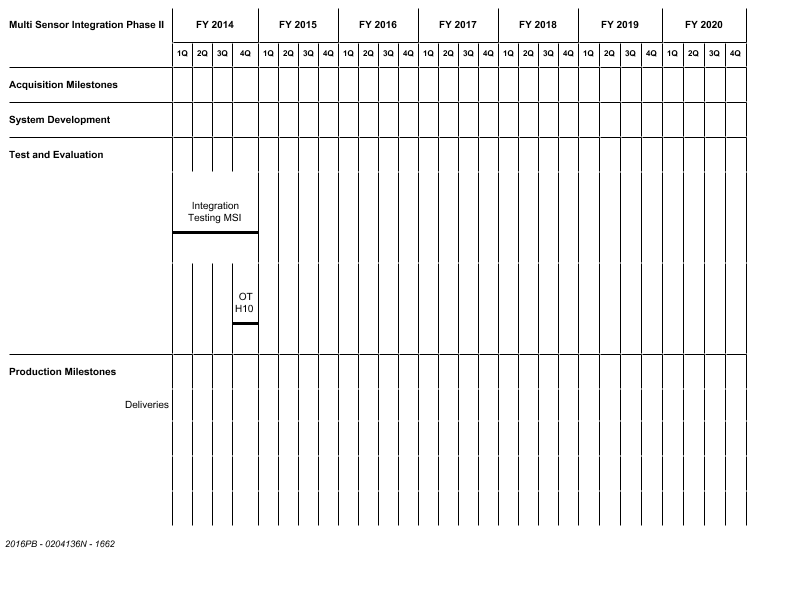 Multi Sensor Integration Phase II FY 2014 FY 2015 FY 2016 FY 2017 FY 2018 FY 2019 FY 2020
1Q 2Q 3Q 4Q 1Q 2Q 3Q 4Q 1Q 2Q 3Q 4Q 1Q 2Q 3Q 4Q 1Q 2Q 3Q 4Q 1Q 2Q 3Q 4Q 1Q 2Q 3Q 4Q
Acquisition Milestones
System Development
Test and Evaluation
Integration
Testing MSI
OT
H10
Production Milestones
Deliveries
2016PB - 0204136N - 1662